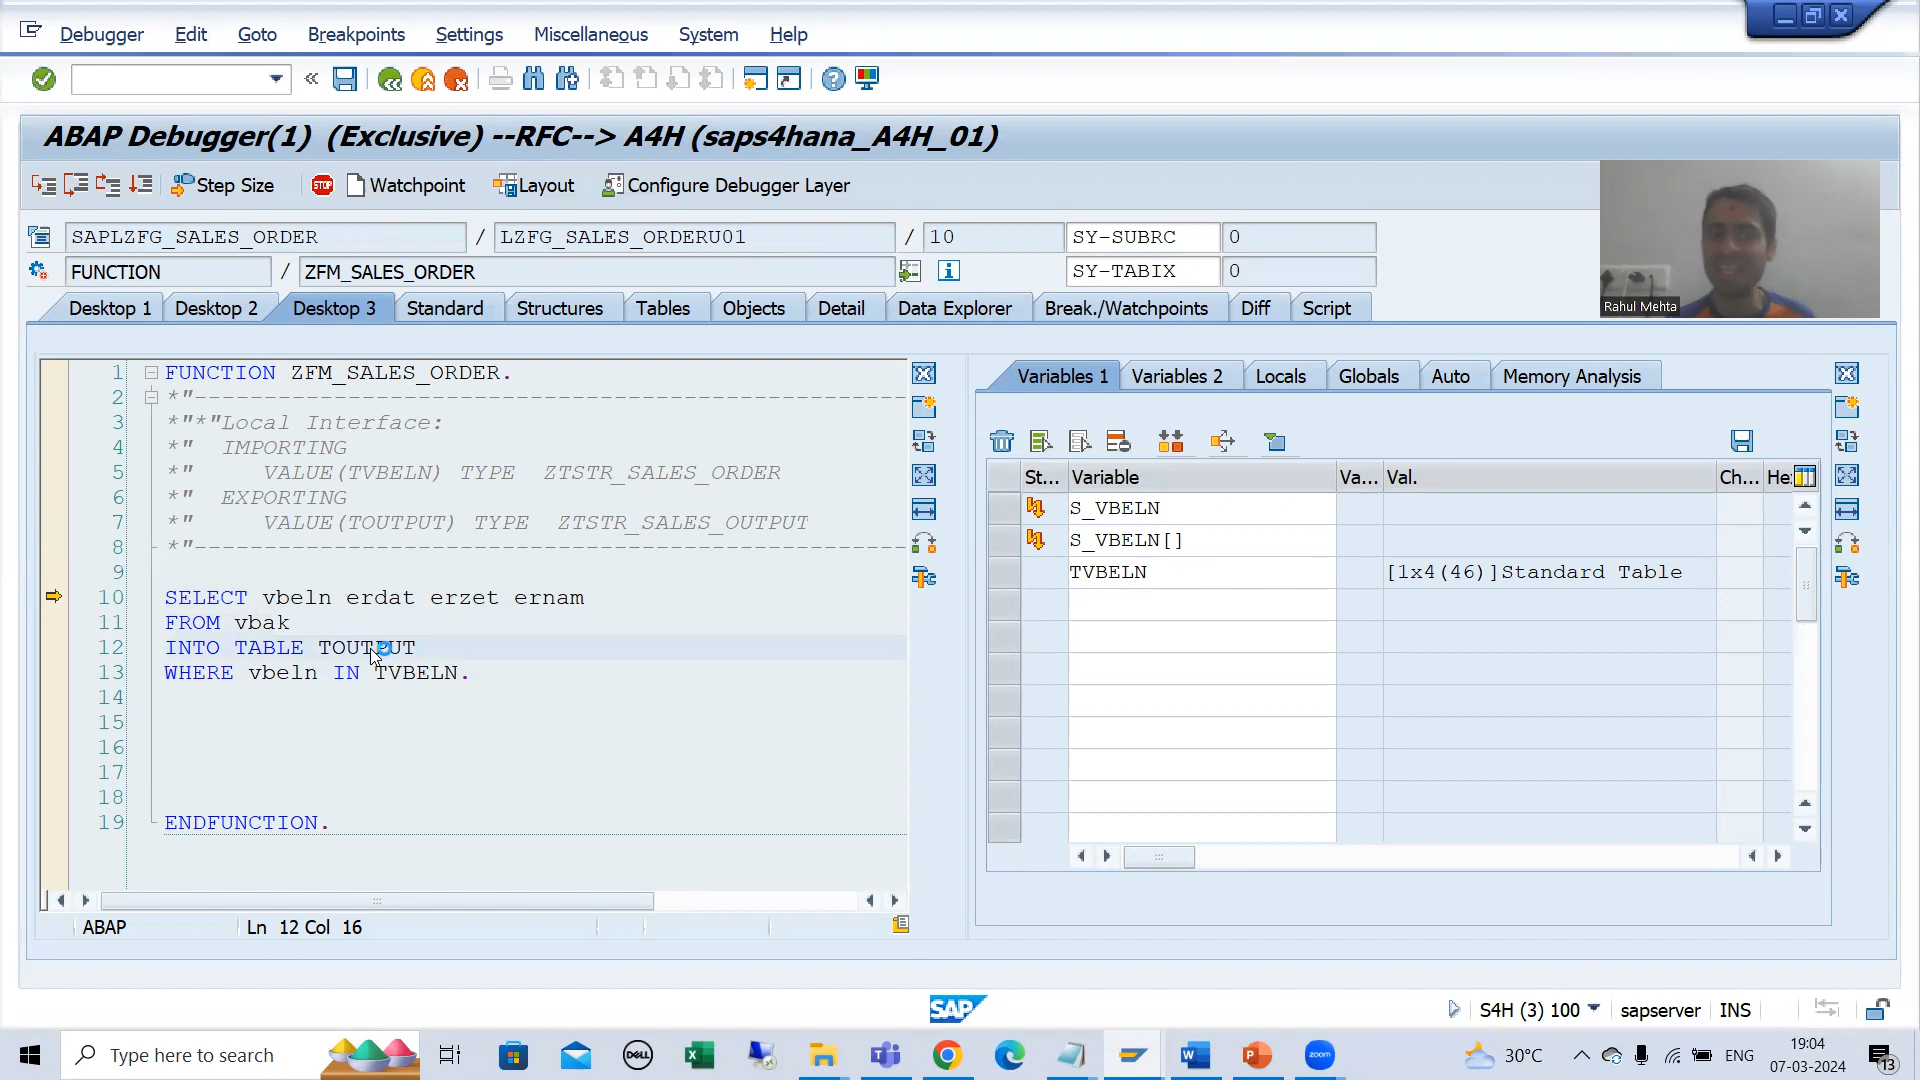 Debugger Edit Goto Breakpoints Settings Miscellaneous System Help
ABAP Debugger(1) (Exclusive) --RFC--> A4H (saps4hana_A4H_01)
Step Size STOP Watchpoint Layout Configure Debugger Layer
SAPLZFG_SALES_ORDER / LZFG_SALES_ORDERU01 / 10 SY-SUBRC 0
FUNCTION / ZFM_SALES_ORDER SY-TABIX 0
Rahul Mehta
Desktop 1 Desktop 2 Desktop 3 Standard Structures Tables Objects Detail Data Explorer Break./Watchpoints Diff Script
1 FUNCTION ZFM_SALES_ORDER.
2 *"----------------------------------------------------
3 *"*"Local Interface:
4 *" IMPORTING
5 *" VALUE(TVBELN) TYPE ZTSTR_SALES_ORDER
6 *" EXPORTING
7 *" VALUE(TOUTPUT) TYPE ZTSTR_SALES_OUTPUT
8 *"----------------------------------------------------
9
10 SELECT vbeln erdat erzet ernam
11 FROM vbak
12 INTO TABLE TOUTPUT
13 WHERE vbeln IN TVBELN.
14
15
16
17
18
19 ENDFUNCTION.
ABAP Ln 12 Col 16
Variables 1 Variables 2 Locals Globals Auto Memory Analysis
St... Variable Va... Val. Ch... He
S_VBELN
S_VBELN[]
TVBELN [1x4(46)]Standard Table
SAP S4H (3) 100 sapserver INS
Type here to search DELL zoom 30°C ENG 19:04
07-03-2024 13